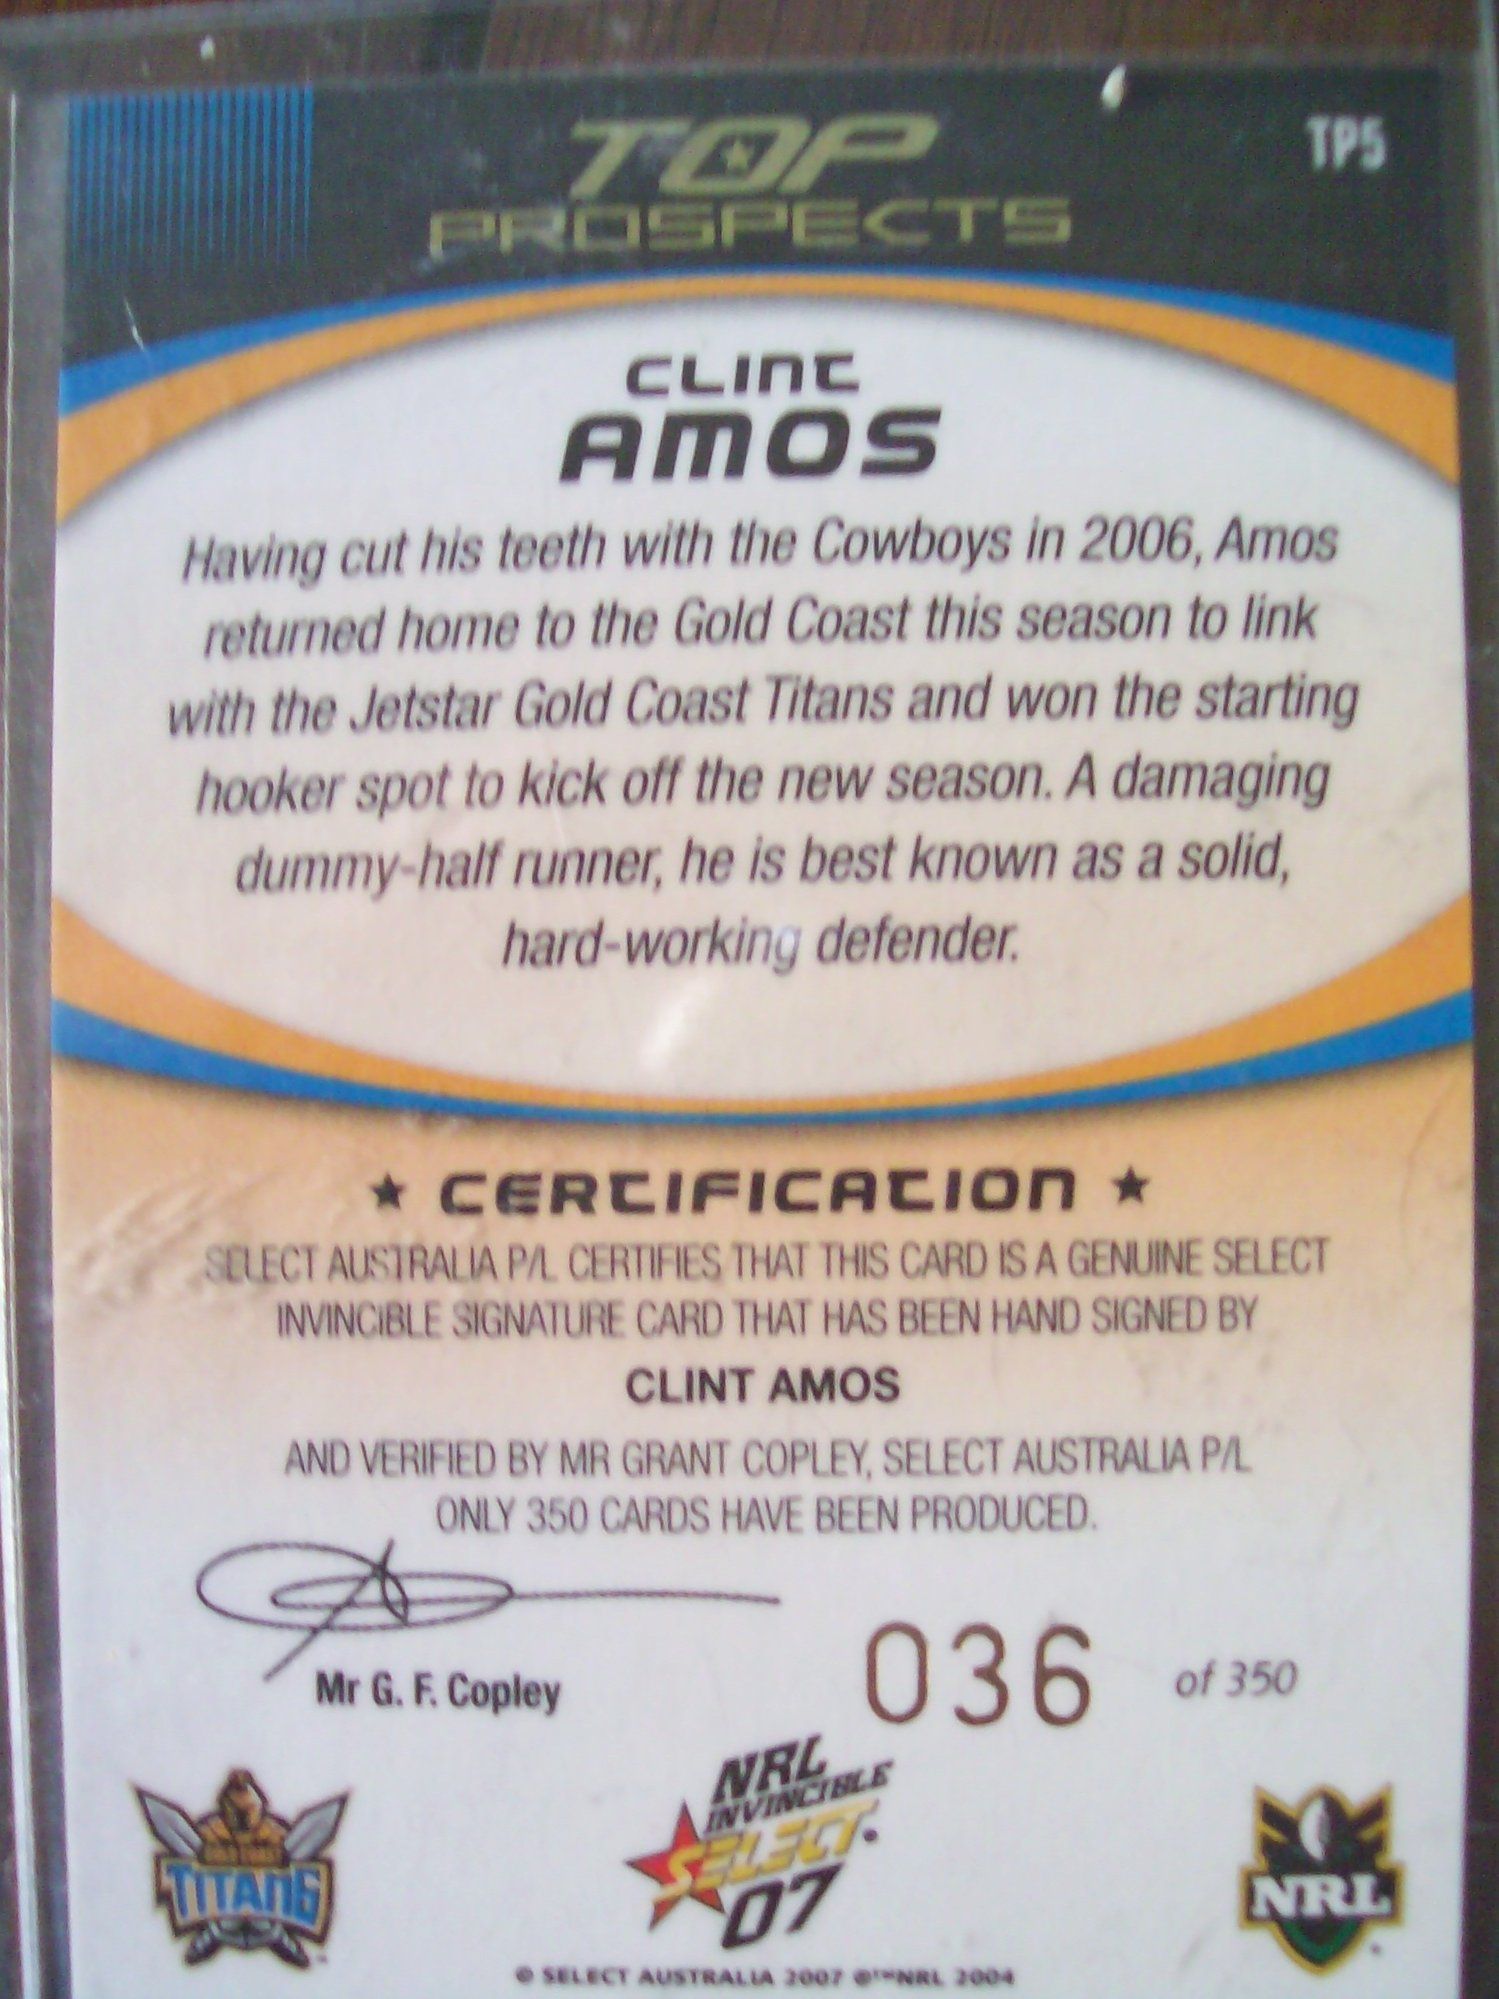 TOP
PROSPECTS
TP5
CLINT
AMOS
Having cut his teeth with the Cowboys in 2006, Amos
returned home to the Gold Coast this season to link
with the Jetstar Gold Coast Titans and won the starting
hooker spot to kick off the new season. A damaging
dummy-half runner, he is best known as a solid,
hard-working defender.
★ CERTIFICATION ★
SELECT AUSTRALIA P/L CERTIFIES THAT THIS CARD IS A GENUINE SELECT
INVINCIBLE SIGNATURE CARD THAT HAS BEEN HAND SIGNED BY
CLINT AMOS
AND VERIFIED BY MR GRANT COPLEY, SELECT AUSTRALIA P/L
ONLY 350 CARDS HAVE BEEN PRODUCED.
Mr G. F. Copley
036 of 350
GOLD COAST
TITANS
NRL
INVINCIBLE
SELECT
07
NRL
© SELECT AUSTRALIA 2007 ©™NRL 2004